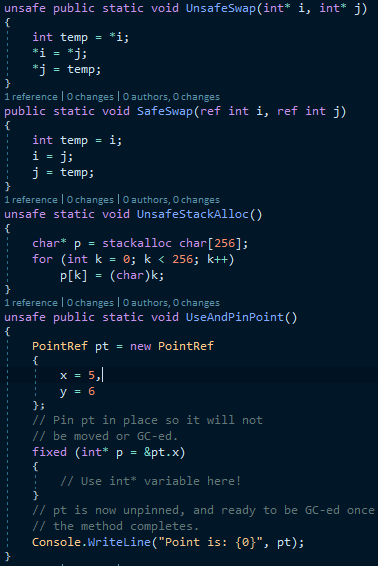 unsafe public static void UnsafeSwap(int* i, int* j)
{
int temp = *i;
*i = *j;
*j = temp;
}
1 reference | 0 changes | 0 authors, 0 changes
public static void SafeSwap(ref int i, ref int j)
{
int temp = i;
i = j;
j = temp;
}
1 reference | 0 changes | 0 authors, 0 changes
unsafe static void UnsafeStackAlloc()
{
char* p = stackalloc char[256];
for (int k = 0; k < 256; k++)
p[k] = (char)k;
}
1 reference | 0 changes | 0 authors, 0 changes
unsafe public static void UseAndPinPoint()
{
PointRef pt = new PointRef
{
x = 5,
y = 6
};
// Pin pt in place so it will not
// be moved or GC-ed.
fixed (int* p = &pt.x)
{
// Use int* variable here!
}
// pt is now unpinned, and ready to be GC-ed once
// the method completes.
Console.WriteLine("Point is: {0}", pt);
}